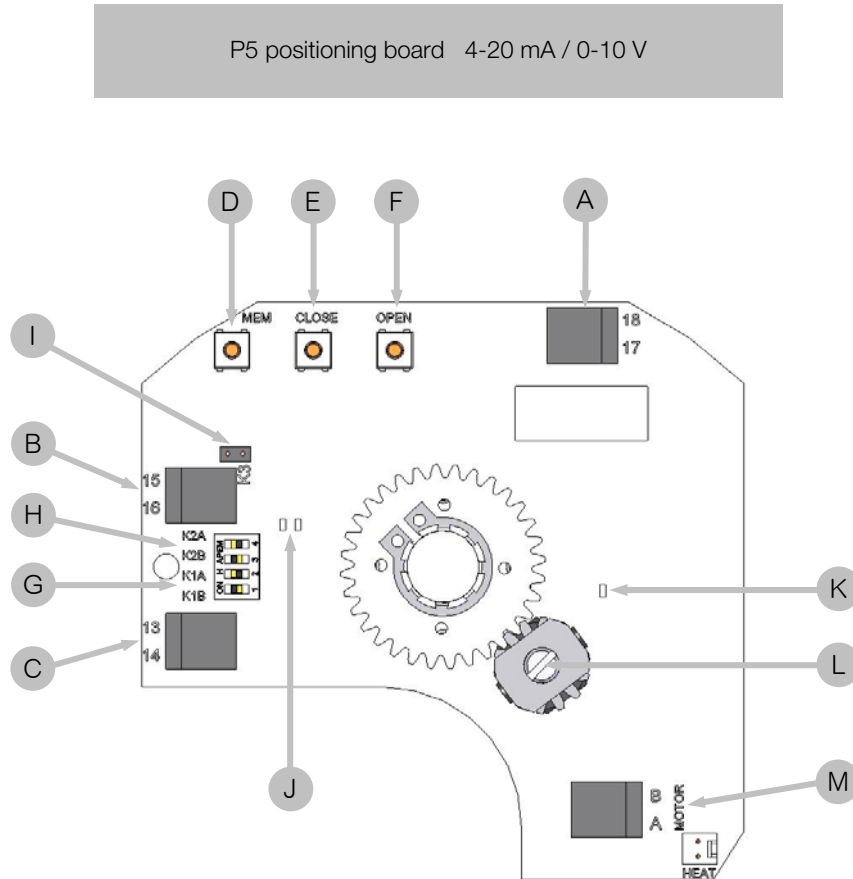 P5 positioning board 4-20 mA / 0-10 V
D
E
F
A
MEM
CLOSE
OPEN
18
17
I
K3
B
15
16
H
K2A
K2B
G
K1A
K1B
ON
H
APEM
1
2
3
4
C
13
14
J
K
L
M
B
A
MOTOR
HEAT